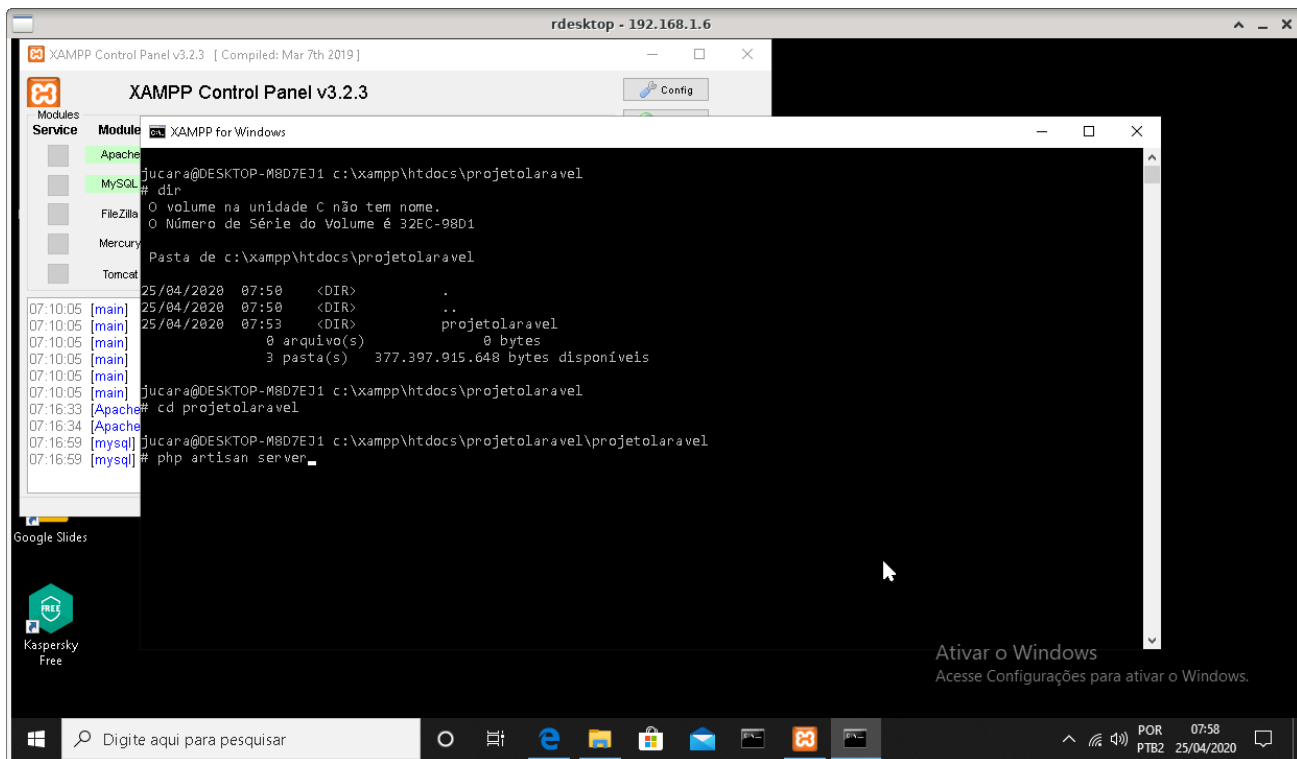 rdesktop - 192.168.1.6
XAMPP Control Panel v3.2.3 [ Compiled: Mar 7th 2019 ]
XAMPP Control Panel v3.2.3
Config
Modules
Service
Module
Apache
MySQL
FileZilla
Mercury
Tomcat
07:10:05 [main]
07:10:05 [main]
07:10:05 [main]
07:10:05 [main]
07:10:05 [main]
07:10:05 [main]
07:16:33 [Apache
07:16:34 [Apache
07:16:59 [mysql]
07:16:59 [mysql]
XAMPP for Windows
jucara@DESKTOP-M8D7EJ1 c:\xampp\htdocs\projetolaravel
# dir
O volume na unidade C não tem nome.
O Número de Série do Volume é 32EC-98D1
Pasta de c:\xampp\htdocs\projetolaravel
25/04/2020 07:50 <DIR> .
25/04/2020 07:50 <DIR> ..
25/04/2020 07:53 <DIR> projetolaravel
0 arquivo(s) 0 bytes
3 pasta(s) 377.397.915.648 bytes disponíveis
jucara@DESKTOP-M8D7EJ1 c:\xampp\htdocs\projetolaravel
# cd projetolaravel
jucara@DESKTOP-M8D7EJ1 c:\xampp\htdocs\projetolaravel\projetolaravel
# php artisan server
Google Slides
FREE
Kaspersky
Free
Ativar o Windows
Acesse Configurações para ativar o Windows.
Digite aqui para pesquisar
POR
PTB2
07:58
25/04/2020